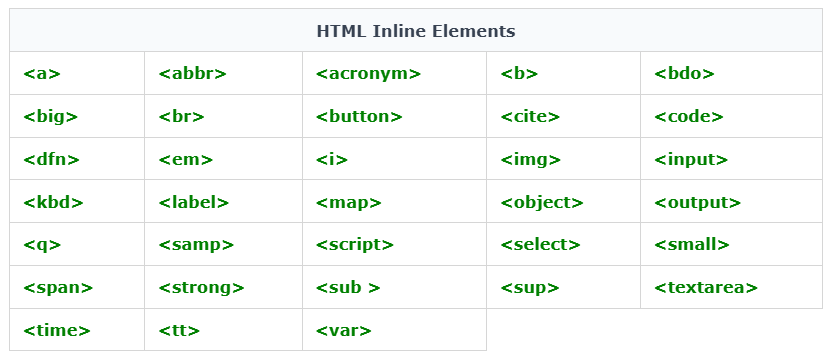 HTML Inline Elements
<a> <abbr> <acronym> <b> <bdo>
<big> <br> <button> <cite> <code>
<dfn> <em> <i> <img> <input>
<kbd> <label> <map> <object> <output>
<q> <samp> <script> <select> <small>
<span> <strong> <sub > <sup> <textarea>
<time> <tt> <var>